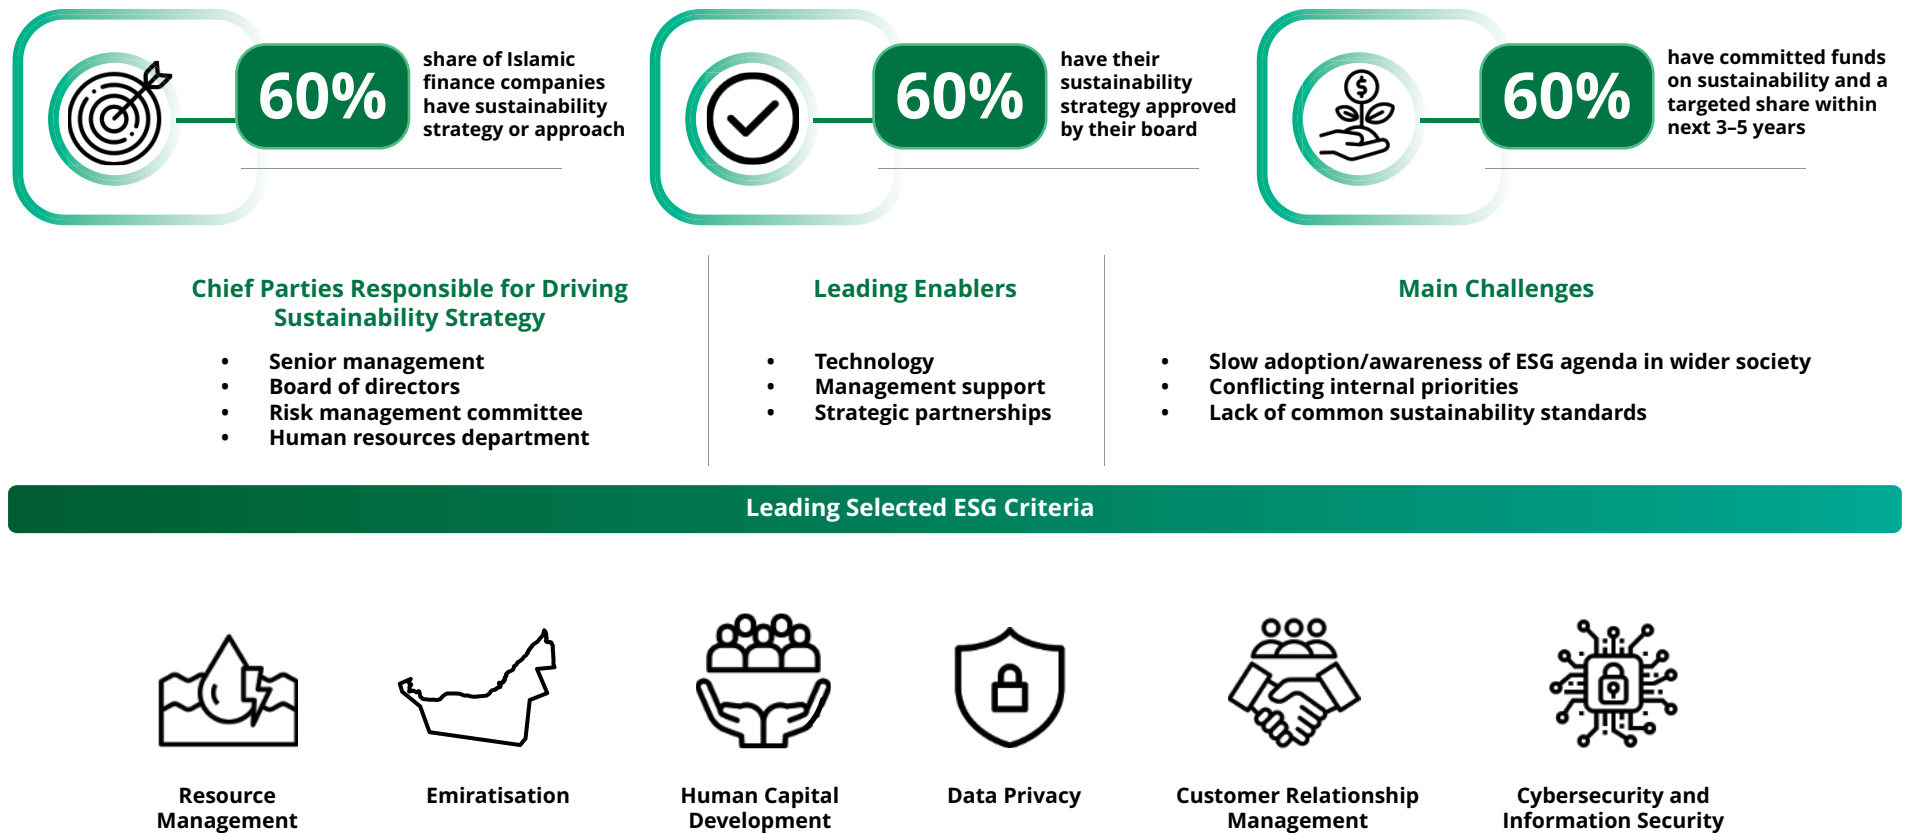 60%
share of Islamic
finance companies
have sustainability
strategy or approach
60%
have their
sustainability
strategy approved
by their board
60%
have committed funds
on sustainability and a
targeted share within
next 3–5 years
Chief Parties Responsible for Driving
Sustainability Strategy
• Senior management
• Board of directors
• Risk management committee
• Human resources department
Leading Enablers
• Technology
• Management support
• Strategic partnerships
Main Challenges
• Slow adoption/awareness of ESG agenda in wider society
• Conflicting internal priorities
• Lack of common sustainability standards
Leading Selected ESG Criteria
Resource
Management
Emiratisation
Human Capital
Development
Data Privacy
Customer Relationship
Management
Cybersecurity and
Information Security